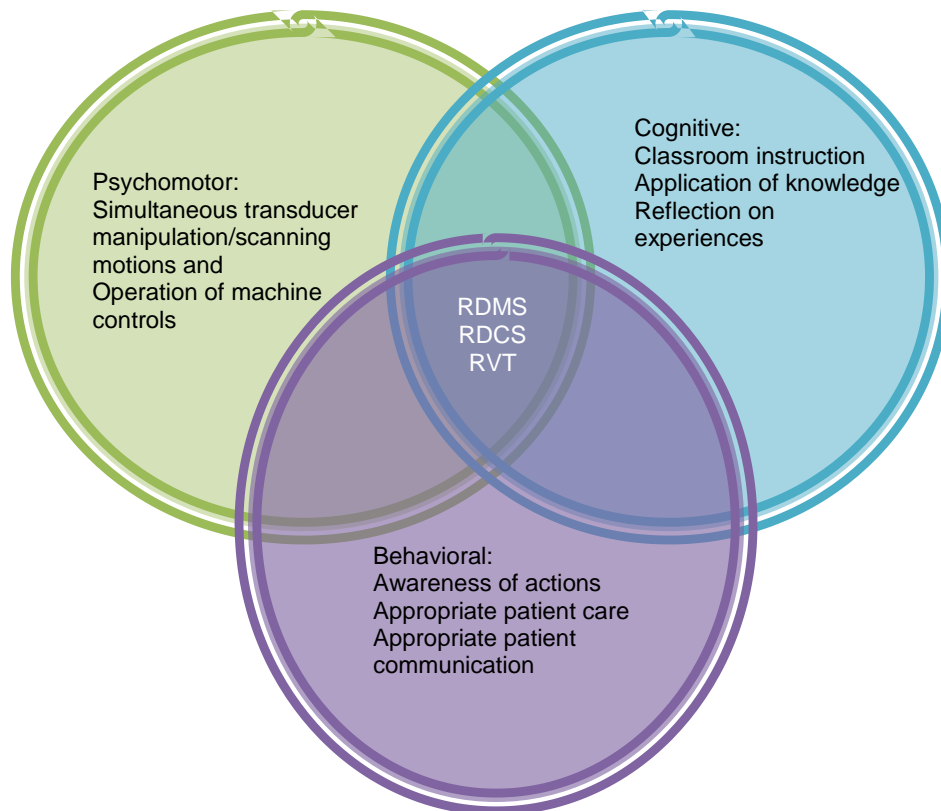 Psychomotor:
Simultaneous transducer
manipulation/scanning
motions and
Operation of machine
controls
Cognitive:
Classroom instruction
Application of knowledge
Reflection on
experiences
RDMS
RDCS
RVT
Behavioral:
Awareness of actions
Appropriate patient care
Appropriate patient
communication